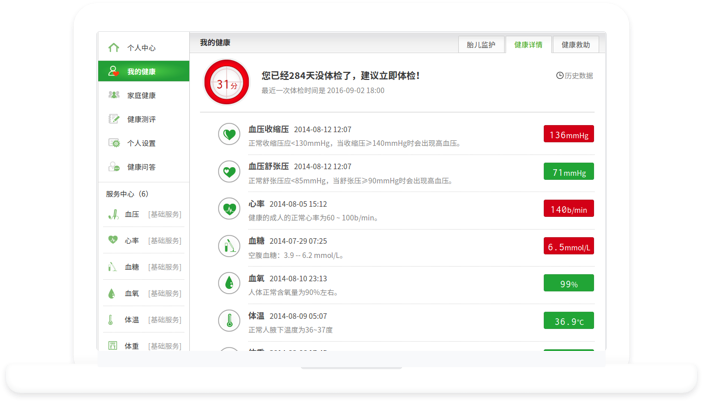 个人中心
我的健康
家庭健康
健康测评
个人设置
健康问答
服务中心（6）
血压 [基础服务]
心率 [基础服务]
血糖 [基础服务]
血氧 [基础服务]
体温 [基础服务]
体重 [基础服务]
我的健康
胎儿监护 健康详情 健康救助
31分
您已经284天没体检了，建议立即体检！
最近一次体检时间是 2016-09-02 18:00
历史数据
血压收缩压 2014-08-12 12:07
正常收缩压应<130mmHg，当收缩压≥140mmHg时会出现高血压。
136mmHg
血压舒张压 2014-08-12 12:07
正常舒张压应<85mmHg，当舒张压≥90mmHg时会出现高血压。
71mmHg
心率 2014-08-05 15:12
健康的成人的正常心率为60 ~ 100b/min。
140b/min
血糖 2014-07-29 07:25
空腹血糖：3.9 -- 6.2 mmol/L。
6.5mmol/L
血氧 2014-08-10 23:13
人体正常含氧量为90%左右。
99%
体温 2014-08-09 05:07
正常人腋下温度为36~37度
36.9℃